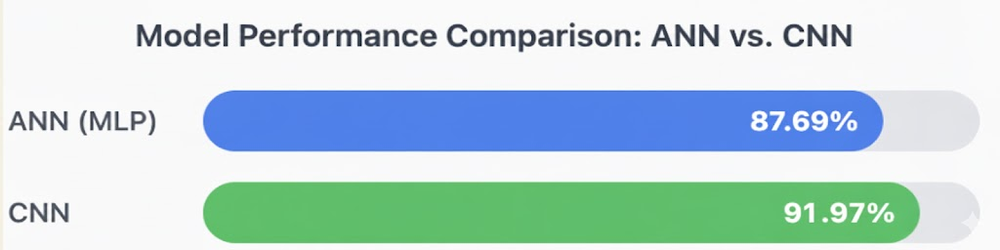 Model Performance Comparison: ANN vs. CNN
ANN (MLP) 87.69%
CNN 91.97%